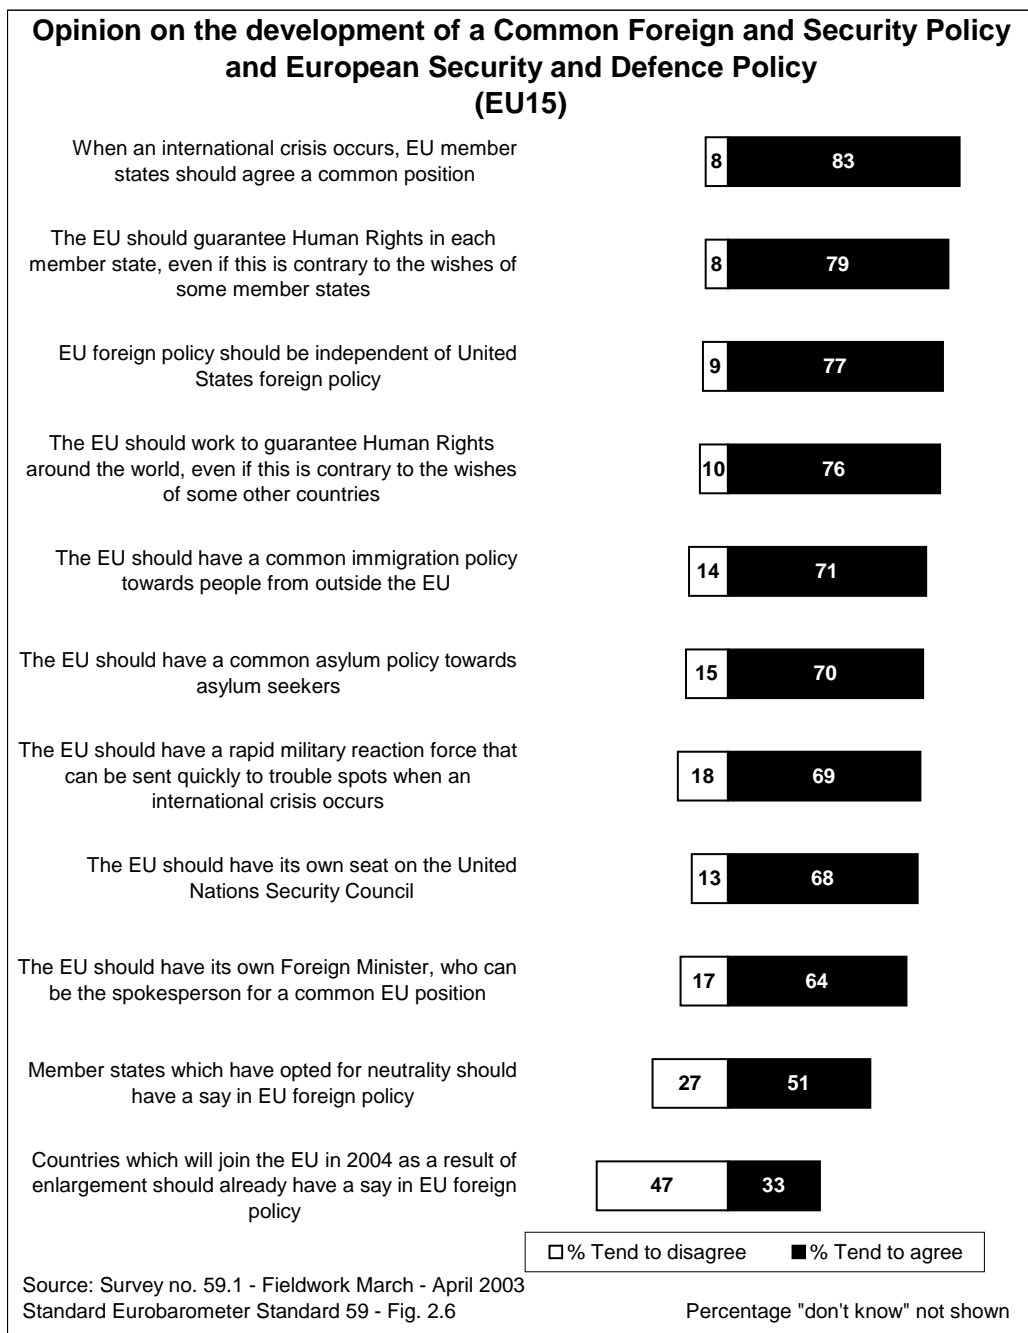 Opinion on the development of a Common Foreign and Security Policy
and European Security and Defence Policy
(EU15)
When an international crisis occurs, EU member
states should agree a common position
8 83
The EU should guarantee Human Rights in each
member state, even if this is contrary to the wishes of
some member states
8 79
EU foreign policy should be independent of United
States foreign policy
9 77
The EU should work to guarantee Human Rights
around the world, even if this is contrary to the wishes
of some other countries
10 76
The EU should have a common immigration policy
towards people from outside the EU
14 71
The EU should have a common asylum policy towards
asylum seekers
15 70
The EU should have a rapid military reaction force that
can be sent quickly to trouble spots when an
international crisis occurs
18 69
The EU should have its own seat on the United
Nations Security Council
13 68
The EU should have its own Foreign Minister, who can
be the spokesperson for a common EU position
17 64
Member states which have opted for neutrality should
have a say in EU foreign policy
27 51
Countries which will join the EU in 2004 as a result of
enlargement should already have a say in EU foreign
policy
47 33
% Tend to disagree % Tend to agree
Source: Survey no. 59.1 - Fieldwork March - April 2003
Standard Eurobarometer Standard 59 - Fig. 2.6 Percentage "don't know" not shown